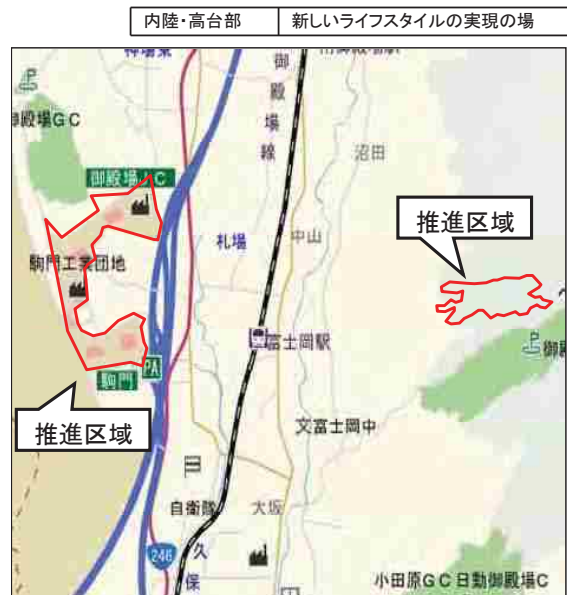 内陸・高台部 新しいライフスタイルの実現の場
御殿場線
御殿場GC
沼田
御殿場JC
推進区域
札場
中山
駒門工業団地
富士岡駅
駒門
PA
推進区域
文富士岡中
自衛隊
大坂
246
久保
小田原GC日動御殿場C